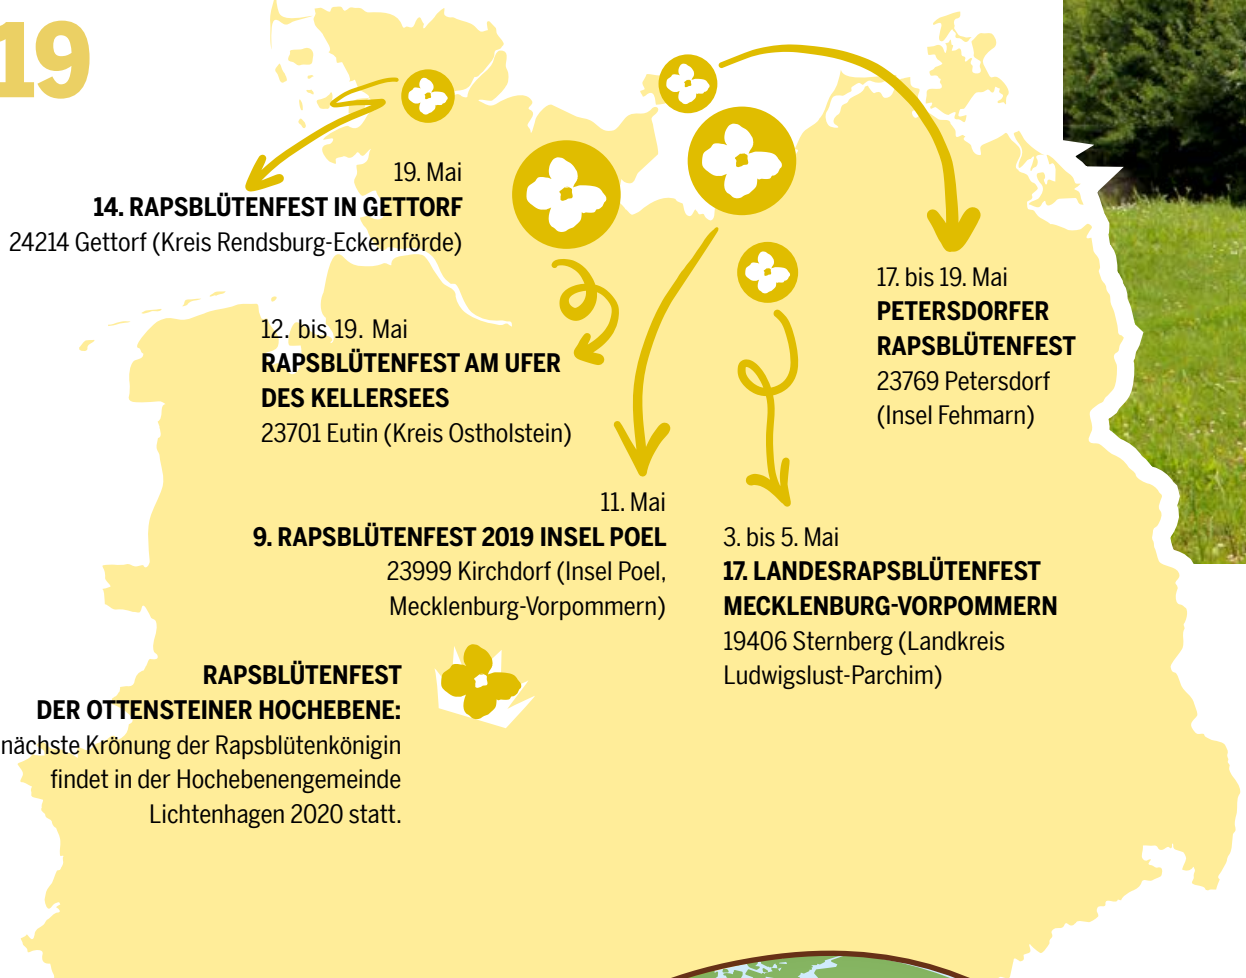 19
19. Mai
14. RAPSBLÜTENFEST IN GETTORF
24214 Gettorf (Kreis Rendsburg-Eckernförde)
12. bis 19. Mai
RAPSBLÜTENFEST AM UFER
DES KELLERSEES
23701 Eutin (Kreis Ostholstein)
17. bis 19. Mai
PETERSDORFER
RAPSBLÜTENFEST
23769 Petersdorf
(Insel Fehmarn)
11. Mai
9. RAPSBLÜTENFEST 2019 INSEL POEL
23999 Kirchdorf (Insel Poel,
Mecklenburg-Vorpommern)
3. bis 5. Mai
17. LANDESRAPSBLÜTENFEST
MECKLENBURG-VORPOMMERN
19406 Sternberg (Landkreis
Ludwigslust-Parchim)
RAPSBLÜTENFEST
DER OTTENSTEINER HOCHEBENE:
nächste Krönung der Rapsblütenkönigin
findet in der Hochebenengemeinde
Lichtenhagen 2020 statt.